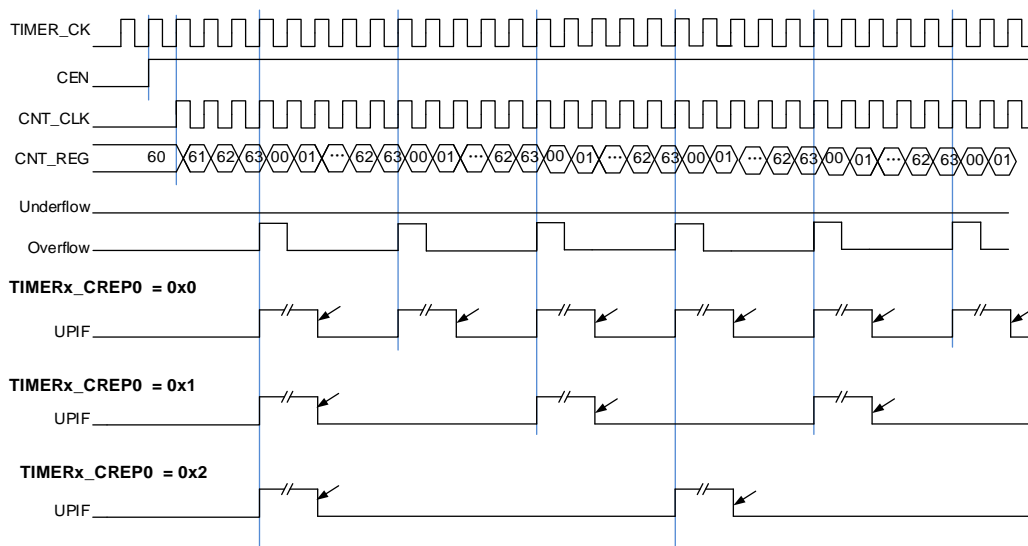 TIMER_CK
CEN
CNT_CLK
CNT_REG 60 61 62 63 00 01 ... 62 63 00 01 ... 62 63 00 01 ... 62 63 00 01 ... 62 63 00 01 ... 62 63 00 01
Underflow
Overflow
TIMERx_CREP0 = 0x0
UPIF
TIMERx_CREP0 = 0x1
UPIF
TIMERx_CREP0 = 0x2
UPIF